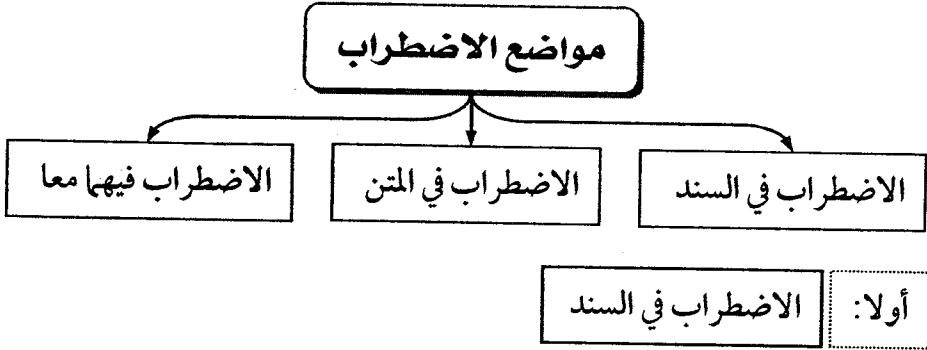 مواضع الاضطراب
الاضطراب في السند الاضطراب في المتن الاضطراب فيهما معا
أولا: الاضطراب في السند